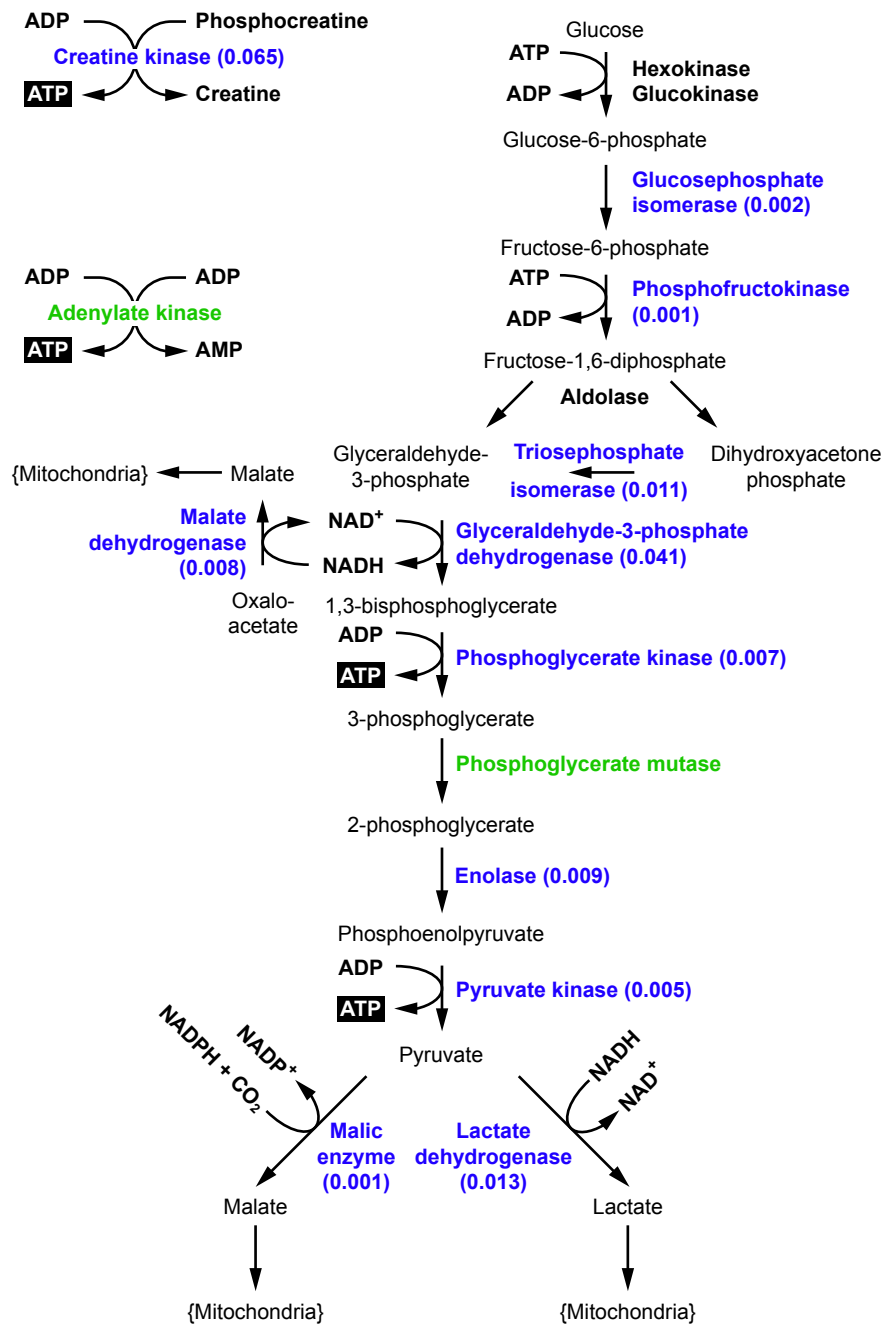 ADP
Phosphocreatine
Creatine kinase (0.065)
ATP
Creatine
Glucose
ATP
ADP
Hexokinase
Glucokinase
Glucose-6-phosphate
Glucosephosphate
isomerase (0.002)
Fructose-6-phosphate
ATP
ADP
Phosphofructokinase
(0.001)
ADP
ADP
Adenylate kinase
ATP
AMP
Fructose-1,6-diphosphate
Aldolase
Glyceraldehyde-
3-phosphate
Triosephosphate
isomerase (0.011)
Dihydroxyacetone
phosphate
{Mitochondria}
Malate
Malate
dehydrogenase
(0.008)
NAD⁺
NADH
Glyceraldehyde-3-phosphate
dehydrogenase (0.041)
Oxalo-
acetate
1,3-bisphosphoglycerate
ADP
ATP
Phosphoglycerate kinase (0.007)
3-phosphoglycerate
Phosphoglycerate mutase
2-phosphoglycerate
Enolase (0.009)
Phosphoenolpyruvate
ADP
ATP
Pyruvate kinase (0.005)
Pyruvate
NADPH + CO₂
NADP⁺
Malic
enzyme
(0.001)
Lactate
dehydrogenase
(0.013)
NADH
NAD⁺
Malate
Lactate
{Mitochondria}
{Mitochondria}